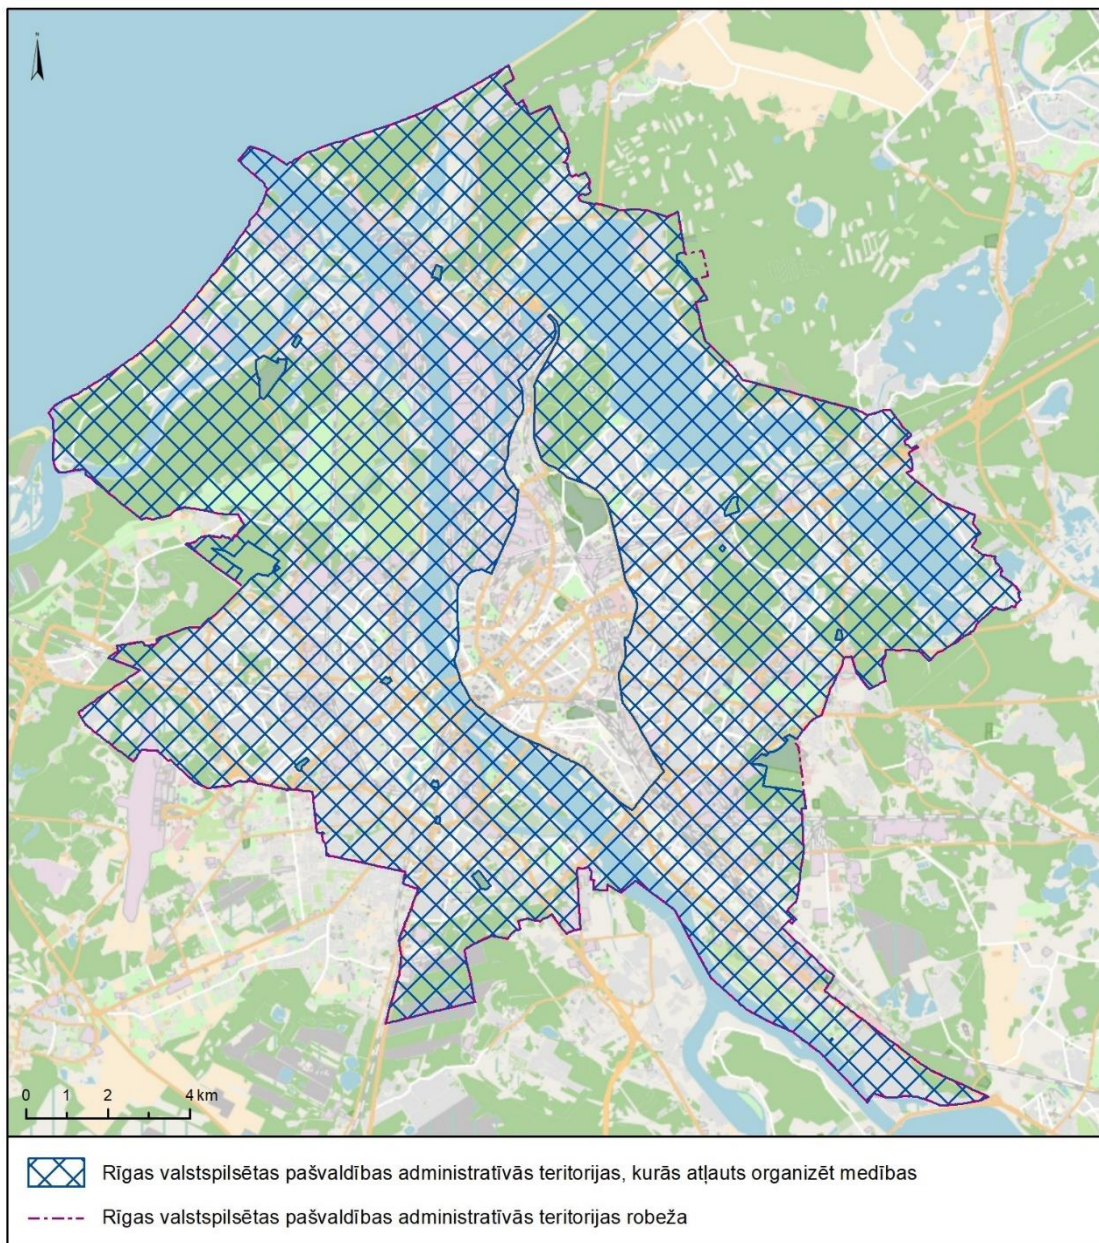 N
0 1 2 4 km
Rīgas valstspilsētas pašvaldības administratīvās teritorijas, kurās atļauts organizēt medības
Rīgas valstspilsētas pašvaldības administratīvās teritorijas robeža